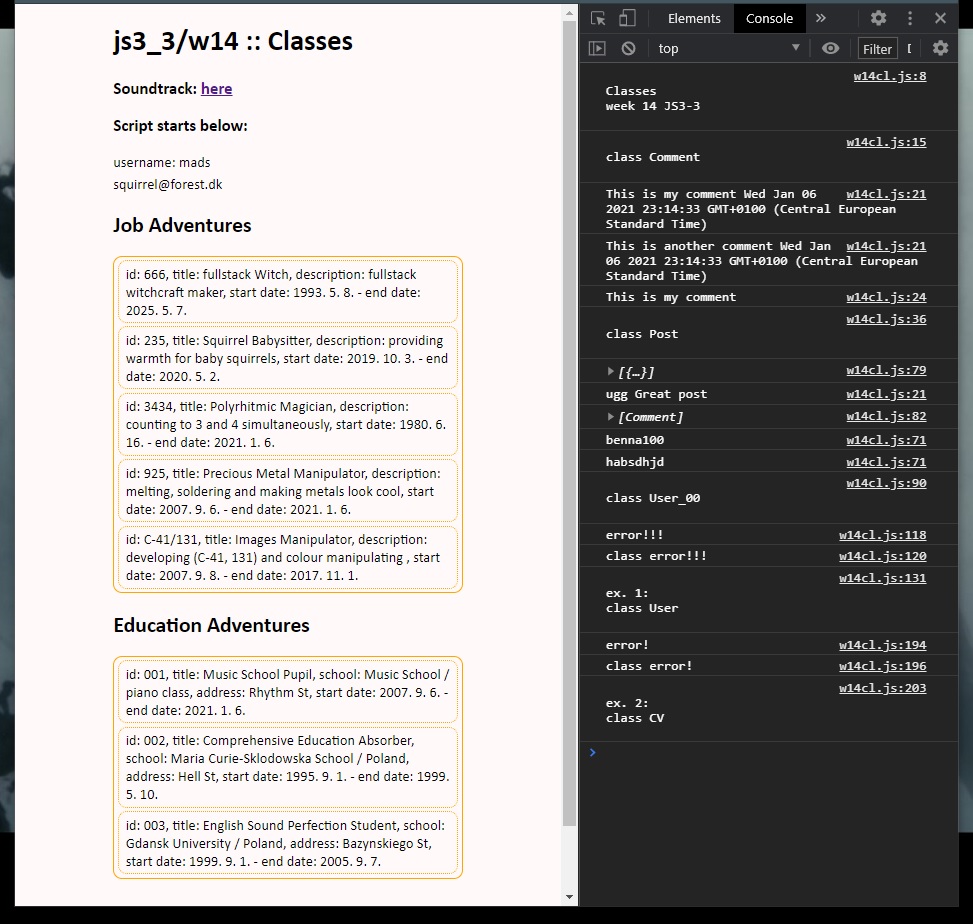 js3_3/w14 :: Classes
Soundtrack: here
Script starts below:
username: mads
squirrel@forest.dk
Job Adventures
id: 666, title: fullstack Witch, description: fullstack
witchcraft maker, start date: 1993. 5. 8. - end date:
2025. 5. 7.
id: 235, title: Squirrel Babysitter, description: providing
warmth for baby squirrels, start date: 2019. 10. 3. - end
date: 2020. 5. 2.
id: 3434, title: Polyrhitmic Magician, description:
counting to 3 and 4 simultaneously, start date: 1980. 6.
16. - end date: 2021. 1. 6.
id: 925, title: Precious Metal Manipulator, description:
melting, soldering and making metals look cool, start
date: 2007. 9. 6. - end date: 2021. 1. 6.
id: C-41/131, title: Images Manipulator, description:
developing (C-41, 131) and colour manipulating , start
date: 2007. 9. 8. - end date: 2017. 11. 1.
Education Adventures
id: 001, title: Music School Pupil, school: Music School /
piano class, address: Rhythm St, start date: 2007. 9. 6. -
end date: 2021. 1. 6.
id: 002, title: Comprehensive Education Absorber,
school: Maria Curie-Sklodowska School / Poland,
address: Hell St, start date: 1995. 9. 1. - end date: 1999.
5. 10.
id: 003, title: English Sound Perfection Student, school:
Gdansk University / Poland, address: Bazynskiego St,
start date: 1999. 9. 1. - end date: 2005. 9. 7.
Elements Console »
top Filter [
w14cl.js:8
Classes
week 14 JS3-3
w14cl.js:15
class Comment
This is my comment Wed Jan 06 w14cl.js:21
2021 23:14:33 GMT+0100 (Central European
Standard Time)
This is another comment Wed Jan w14cl.js:21
06 2021 23:14:33 GMT+0100 (Central European
Standard Time)
This is my comment w14cl.js:24
w14cl.js:36
class Post
[{…}] w14cl.js:79
ugg Great post w14cl.js:21
[Comment] w14cl.js:82
benna100 w14cl.js:71
habsdhjd w14cl.js:71
w14cl.js:90
class User_00
error!!! w14cl.js:118
class error!!! w14cl.js:120
w14cl.js:131
ex. 1:
class User
error! w14cl.js:194
class error! w14cl.js:196
w14cl.js:203
ex. 2:
class CV